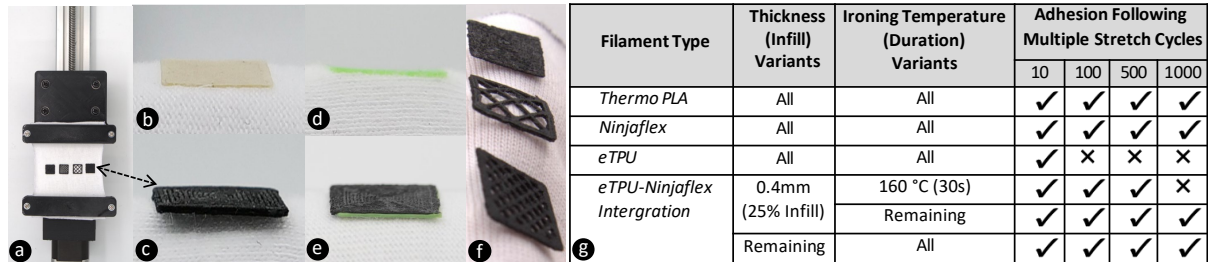 a
b
c
d
e
f
g
Filament Type
Thickness (Infill) Variants
Ironing Temperature (Duration) Variants
Adhesion Following Multiple Stretch Cycles
10 100 500 1000
Thermo PLA All All ✓ ✓ ✓ ✓
Ninjaflex All All ✓ ✓ ✓ ✓
eTPU All All ✓ × × ×
eTPU-Ninjaflex Intergration
0.4mm (25% Infill)
160 °C (30s) ✓ ✓ ✓ ×
Remaining ✓ ✓ ✓ ✓
Remaining All ✓ ✓ ✓ ✓